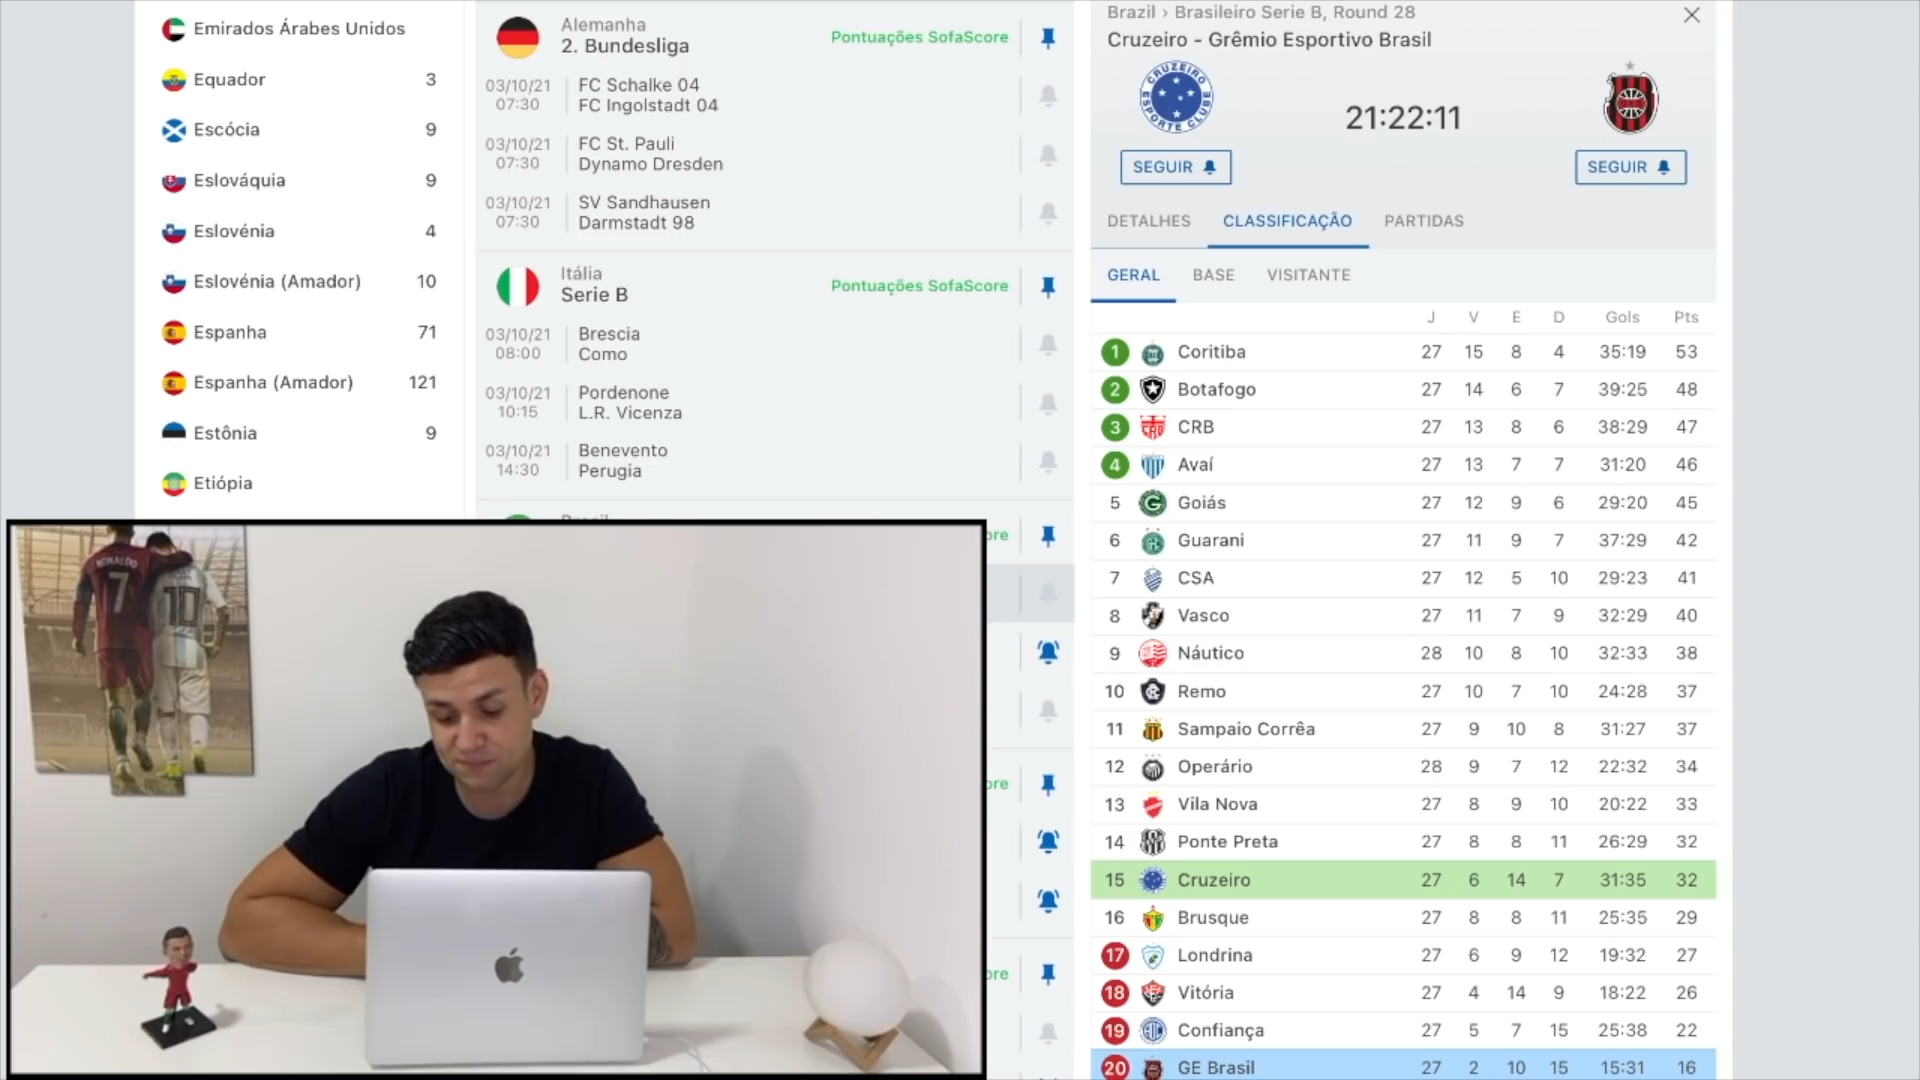 Emirados Árabes Unidos
Equador 3
Escócia 9
Eslováquia 9
Eslovénia 4
Eslovénia (Amador) 10
Espanha 71
Espanha (Amador) 121
Estônia 9
Etiópia
Alemanha
2. Bundesliga
Pontuações SofaScore
03/10/21
07:30
FC Schalke 04
FC Ingolstadt 04
03/10/21
07:30
FC St. Pauli
Dynamo Dresden
03/10/21
07:30
SV Sandhausen
Darmstadt 98
Itália
Serie B
Pontuações SofaScore
03/10/21
08:00
Brescia
Como
03/10/21
10:15
Pordenone
L.R. Vicenza
03/10/21
14:30
Benevento
Perugia
ore
ore
ore
RONALDO
7
10
Brazil › Brasileiro Serie B, Round 28
Cruzeiro - Grêmio Esportivo Brasil
CRUZEIRO
ESPORTE CLUBE
21:22:11
SEGUIR
SEGUIR
DETALHES CLASSIFICAÇÃO PARTIDAS
GERAL BASE VISITANTE
J V E D Gols Pts
1 Coritiba 27 15 8 4 35:19 53
2 Botafogo 27 14 6 7 39:25 48
3 CRB 27 13 8 6 38:29 47
4 Avaí 27 13 7 7 31:20 46
5 Goiás 27 12 9 6 29:20 45
6 Guarani 27 11 9 7 37:29 42
7 CSA 27 12 5 10 29:23 41
8 Vasco 27 11 7 9 32:29 40
9 Náutico 28 10 8 10 32:33 38
10 Remo 27 10 7 10 24:28 37
11 Sampaio Corrêa 27 9 10 8 31:27 37
12 Operário 28 9 7 12 22:32 34
13 Vila Nova 27 8 9 10 20:22 33
14 Ponte Preta 27 8 8 11 26:29 32
15 Cruzeiro 27 6 14 7 31:35 32
16 Brusque 27 8 8 11 25:35 29
17 Londrina 27 6 9 12 19:32 27
18 Vitória 27 4 14 9 18:22 26
19 Confiança 27 5 7 15 25:38 22
20 GE Brasil 27 2 10 15 15:31 16